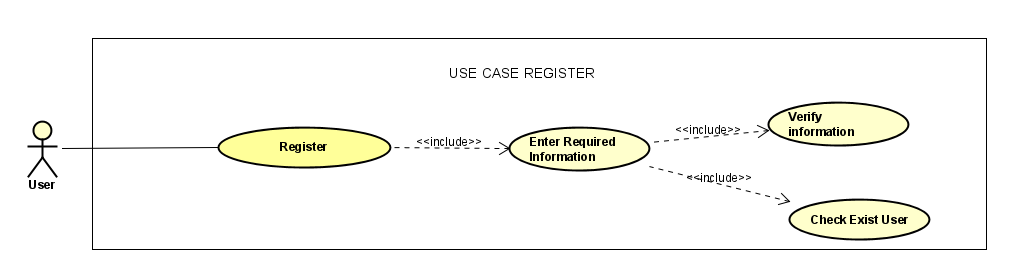 USE CASE REGISTER
User
Register
<<include>>
Enter Required
Information
<<include>>
Verify
information
<<include>>
Check Exist User